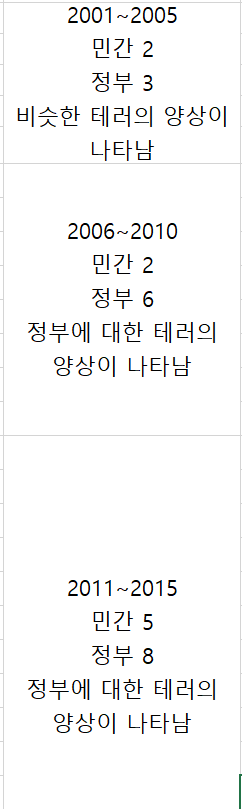 2001~2005
민간 2
정부 3
비슷한 테러의 양상이
나타남
2006~2010
민간 2
정부 6
정부에 대한 테러의
양상이 나타남
2011~2015
민간 5
정부 8
정부에 대한 테러의
양상이 나타남